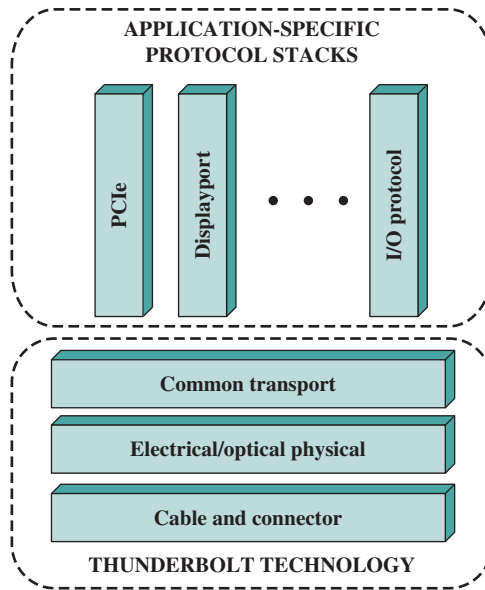 APPLICATION-SPECIFIC
PROTOCOL STACKS
PCIe
Displayport
• • •
I/O protocol
Common transport
Electrical/optical physical
Cable and connector
THUNDERBOLT TECHNOLOGY